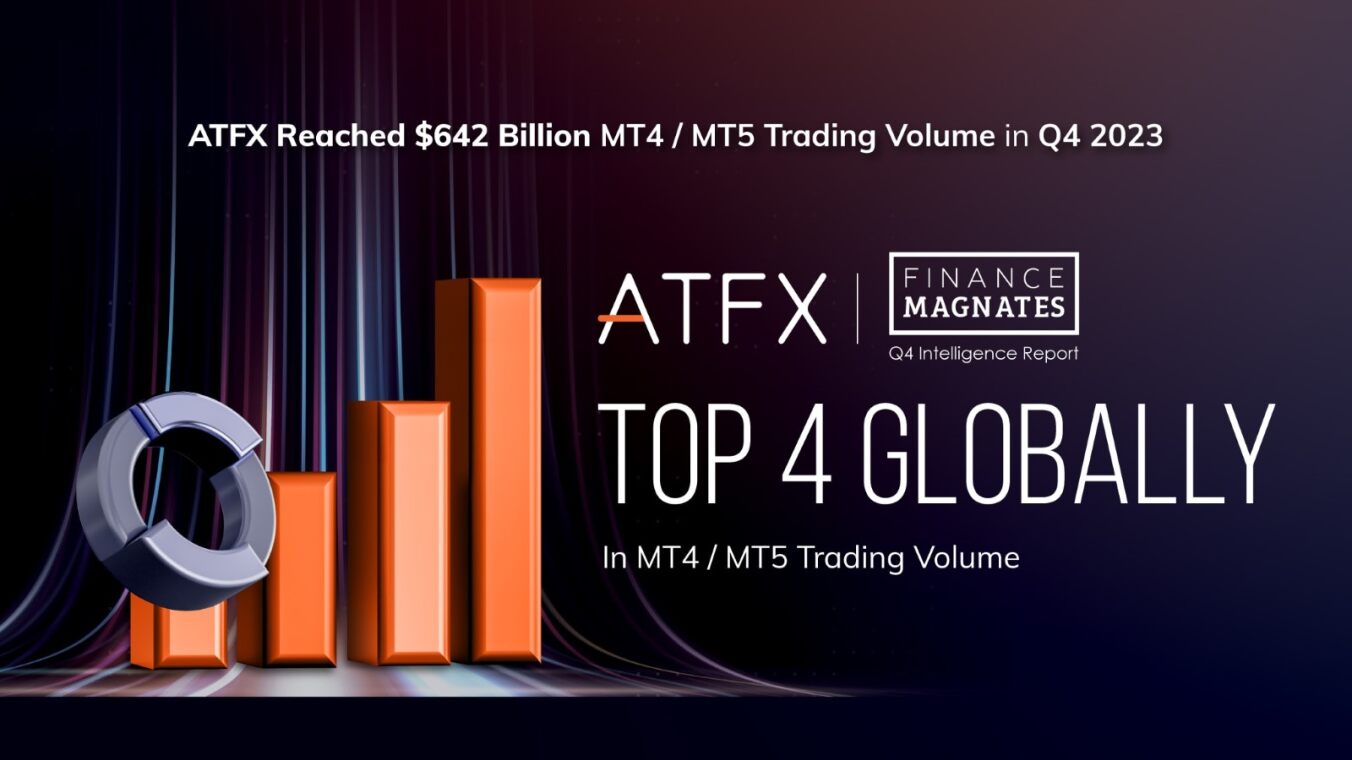 ATFX Reached $642 Billion MT4 / MT5 Trading Volume in Q4 2023
ATFX
FINANCE
MAGNATES
Q4 Intelligence Report
TOP 4 GLOBALLY
In MT4 / MT5 Trading Volume